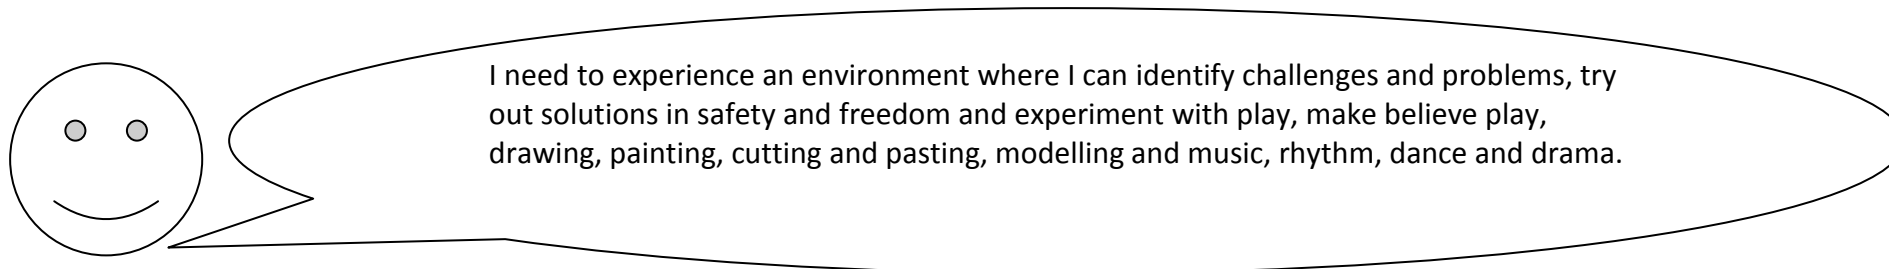 I need to experience an environment where I can identify challenges and problems, try
out solutions in safety and freedom and experiment with play, make believe play,
drawing, painting, cutting and pasting, modelling and music, rhythm, dance and drama.